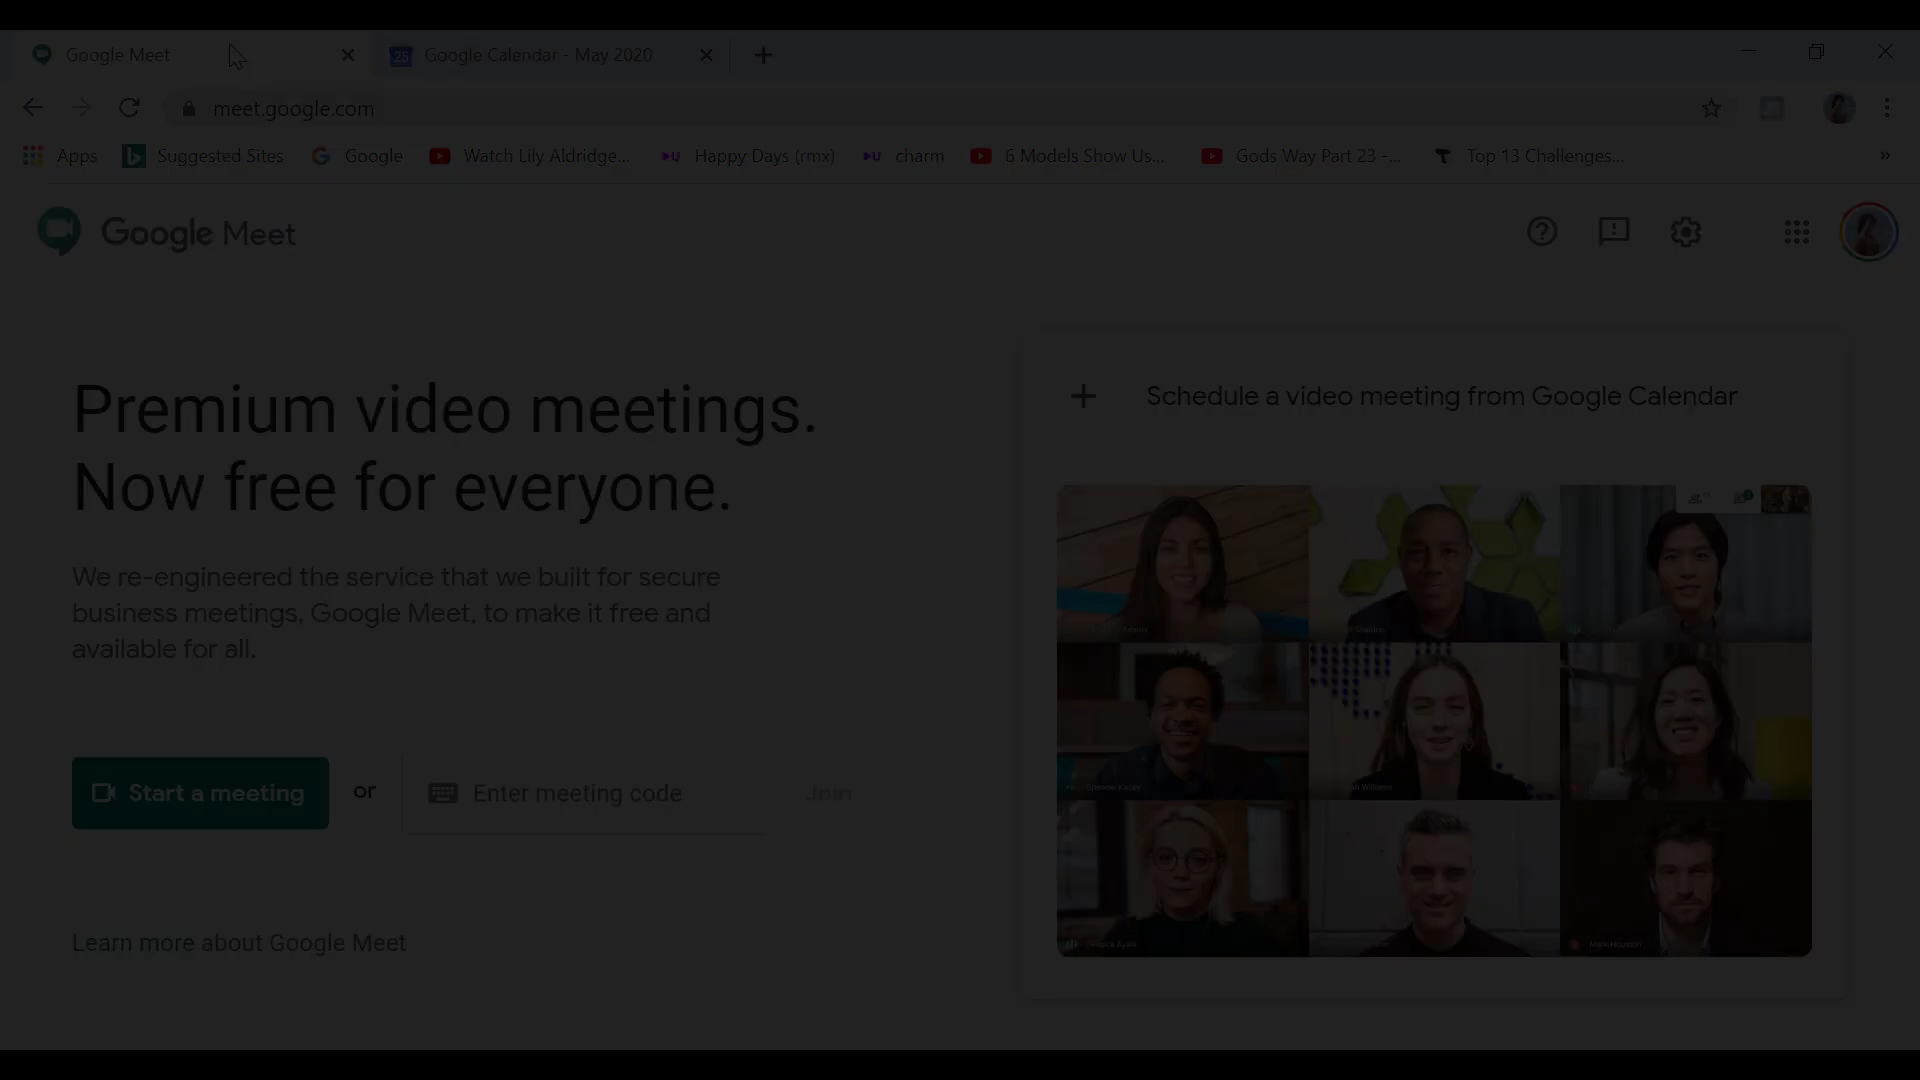 Google Meet
25 Google Calendar - May 2020
meet.google.com
Apps Suggested Sites Google Watch Lily Aldridge... Happy Days (rmx) charm 6 Models Show Us... Gods Way Part 23 -... Top 13 Challenges...
Google Meet
Premium video meetings.
Now free for everyone.
We re-engineered the service that we built for secure
business meetings, Google Meet, to make it free and
available for all.
Start a meeting or Enter meeting code Join
Learn more about Google Meet
Schedule a video meeting from Google Calendar
Mark Houston